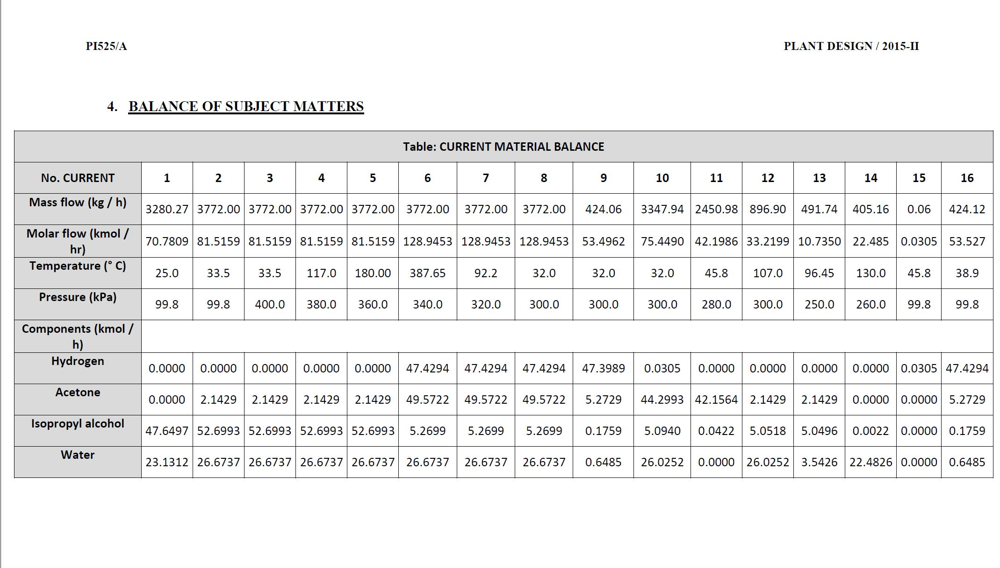 PI525/A PLANT DESIGN / 2015-II
4. BALANCE OF SUBJECT MATTERS
Table: CURRENT MATERIAL BALANCE
No. CURRENT 1 2 3 4 5 6 7 8 9 10 11 12 13 14 15 16
Mass flow (kg / h) 3280.27 3772.00 3772.00 3772.00 3772.00 3772.00 3772.00 3772.00 424.06 3347.94 2450.98 896.90 491.74 405.16 0.06 424.12
Molar flow (kmol /
hr) 70.7809 81.5159 81.5159 81.5159 81.5159 128.9453 128.9453 128.9453 53.4962 75.4490 42.1986 33.2199 10.7350 22.485 0.0305 53.527
Temperature (° C) 25.0 33.5 33.5 117.0 180.00 387.65 92.2 32.0 32.0 32.0 45.8 107.0 96.45 130.0 45.8 38.9
Pressure (kPa) 99.8 99.8 400.0 380.0 360.0 340.0 320.0 300.0 300.0 300.0 280.0 300.0 250.0 260.0 99.8 99.8
Components (kmol /
h)
Hydrogen 0.0000 0.0000 0.0000 0.0000 0.0000 47.4294 47.4294 47.4294 47.3989 0.0305 0.0000 0.0000 0.0000 0.0000 0.0305 47.4294
Acetone 0.0000 2.1429 2.1429 2.1429 2.1429 49.5722 49.5722 49.5722 5.2729 44.2993 42.1564 2.1429 2.1429 0.0000 0.0000 5.2729
Isopropyl alcohol 47.6497 52.6993 52.6993 52.6993 52.6993 5.2699 5.2699 5.2699 0.1759 5.0940 0.0422 5.0518 5.0496 0.0022 0.0000 0.1759
Water 23.1312 26.6737 26.6737 26.6737 26.6737 26.6737 26.6737 26.6737 0.6485 26.0252 0.0000 26.0252 3.5426 22.4826 0.0000 0.6485